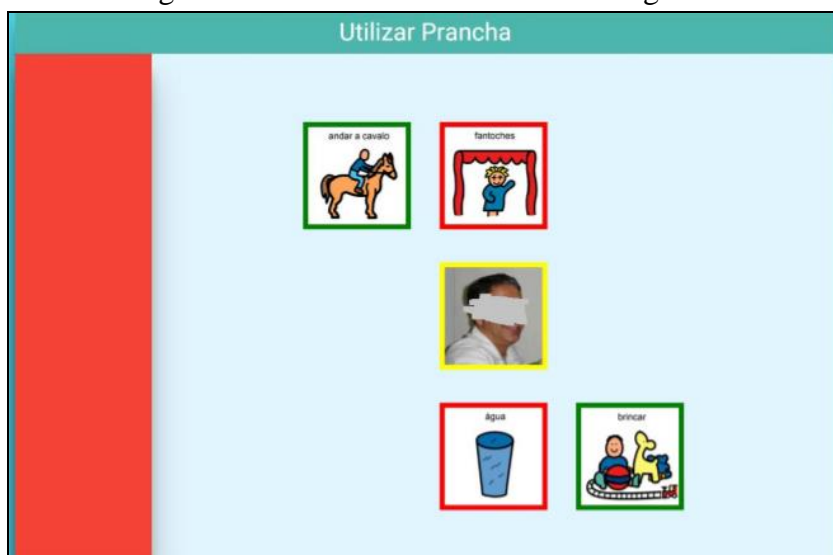 Utilizar Prancha
andar a cavalo
fantoches
água
brincar